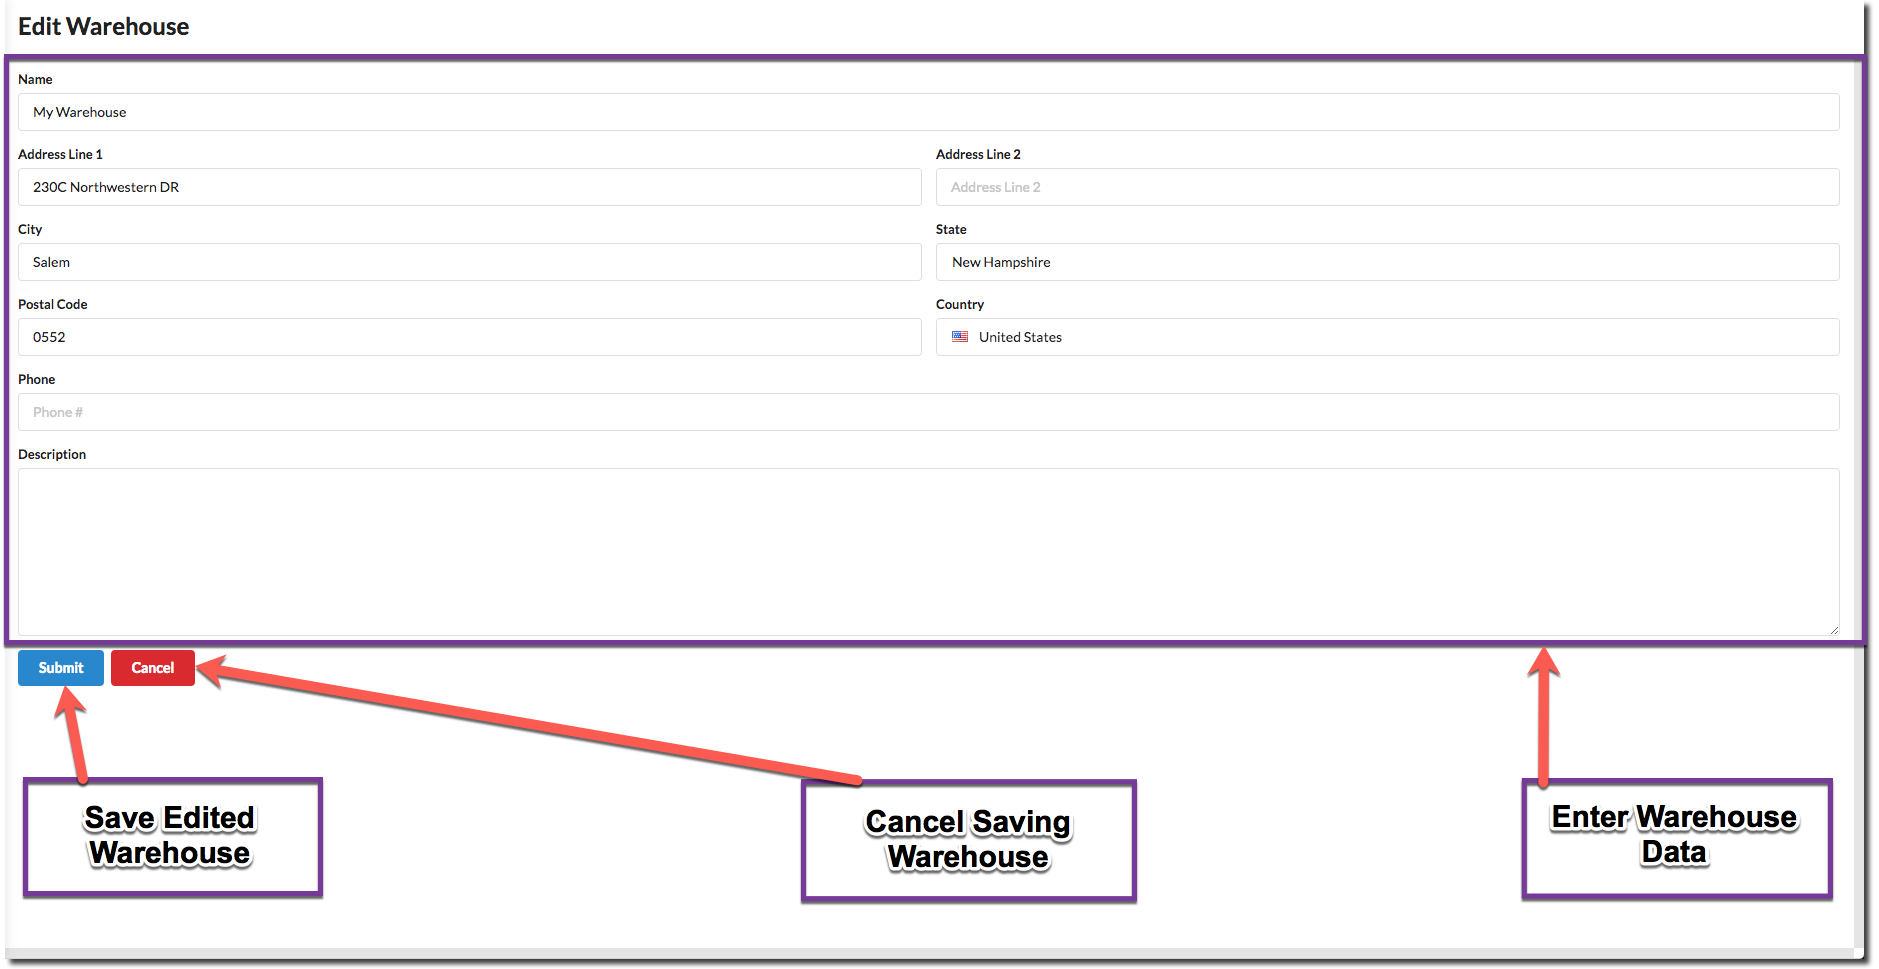 Edit Warehouse
Name
My Warehouse
Address Line 1
Address Line 2
230C Northwestern DR
Address Line 2
City
State
Salem
New Hampshire
Postal Code
Country
0552
United States
Phone
Phone #
Description
Submit
Cancel
Save Edited
Warehouse
Cancel Saving
Warehouse
Enter Warehouse
Data